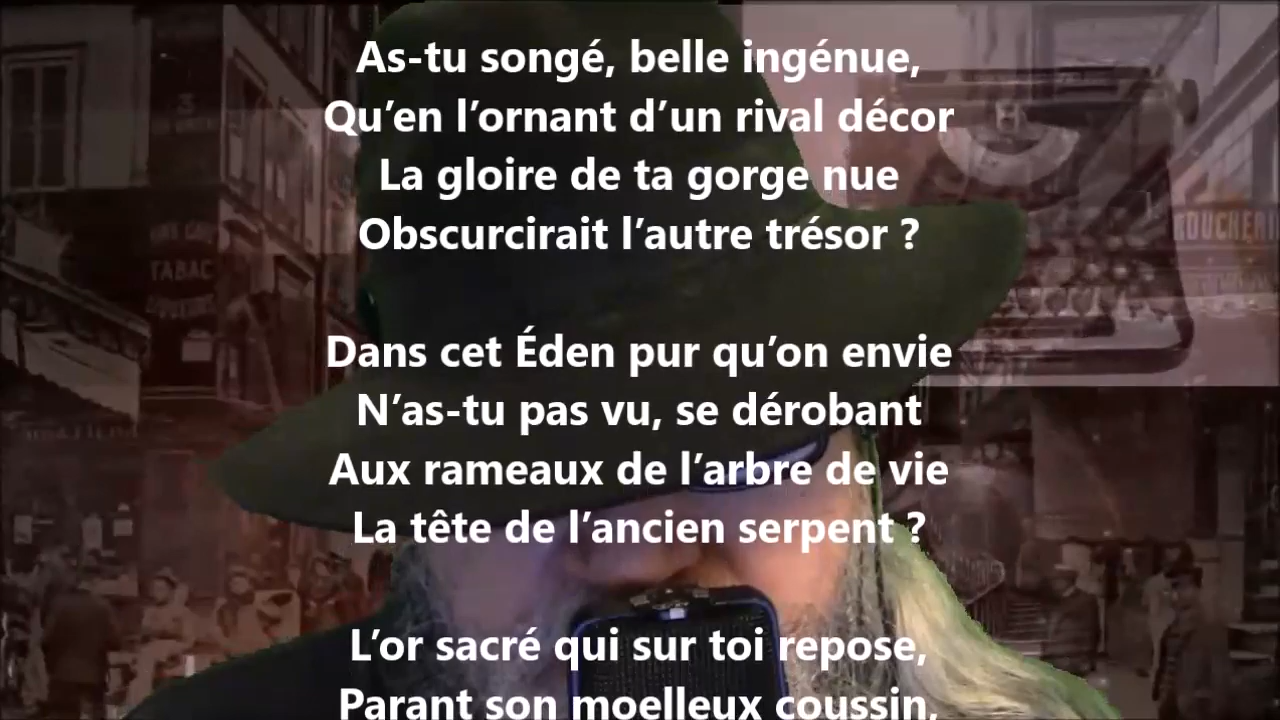 As-tu songé, belle ingénue,
Qu’en l’ornant d’un rival décor
La gloire de ta gorge nue
Obscurcirait l’autre trésor ?
Dans cet Éden pur qu’on envie
N’as-tu pas vu, se dérobant
Aux rameaux de l’arbre de vie
La tête de l’ancien serpent ?
L’or sacré qui sur toi repose,
Parant son moelleux coussin,
TABAC
BOUCHERI